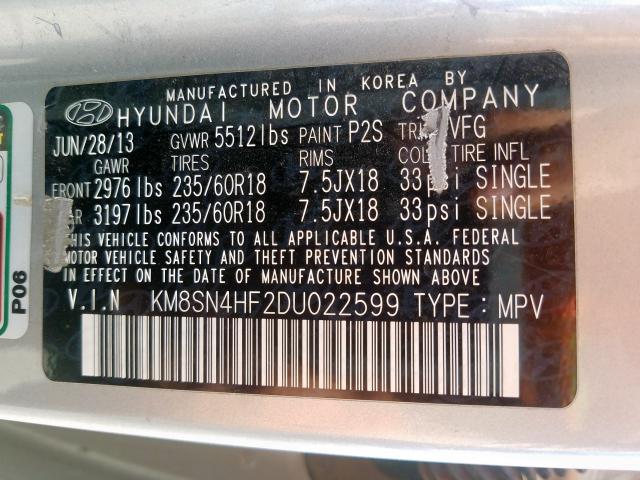 MANUFACTURED IN KOREA BY
HYUNDAI MOTOR COMPANY
JUN/28/13 GVWR 5512lbs PAINT P2S VFG
GAWR TIRES RIMS COLD TIRE INFL
FRONT 2976lbs 235/60R18 7.5JX18 33psi SINGLE
3197lbs 235/60R18 7.5JX18 33psi SINGLE
THIS VEHICLE CONFORMS TO ALL APPLICABLE U.S.A. FEDERAL
MOTOR VEHICLE SAFETY AND THEFT PREVENTION STANDARDS
IN EFFECT ON THE DATE OF MANUFACTURE SHOWN ABOVE.
V.I.N KM8SN4HF2DU022599 TYPE : MPV
P06